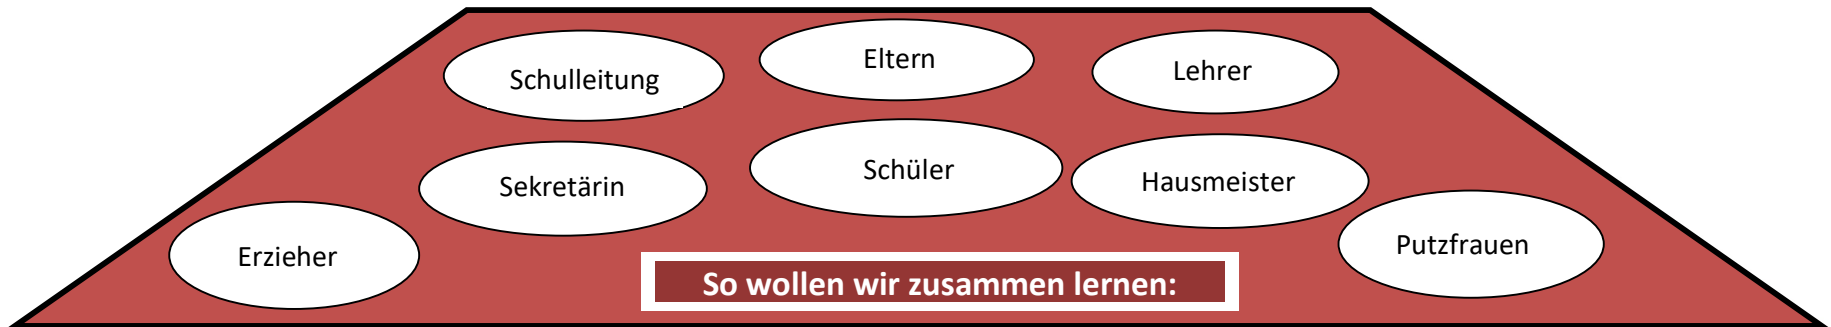 Schulleitung
Eltern
Lehrer
Sekretärin
Schüler
Hausmeister
Erzieher
Putzfrauen
So wollen wir zusammen lernen: